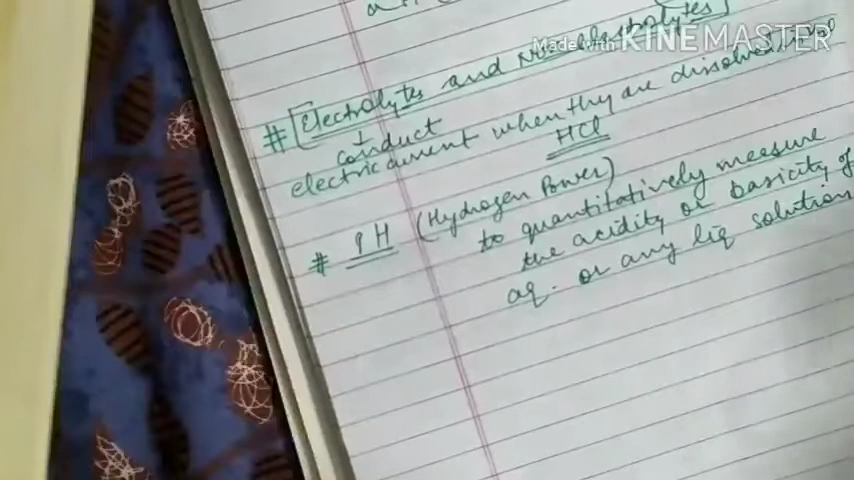 Made with KINEMASTER
# [Electrolytes and Non electrolytes]
conduct
electric current when they are dissolved in
HCl
# pH (Hydrogen Power)
to quantitatively measure
the acidity or basicity of
aq. or any liq solution